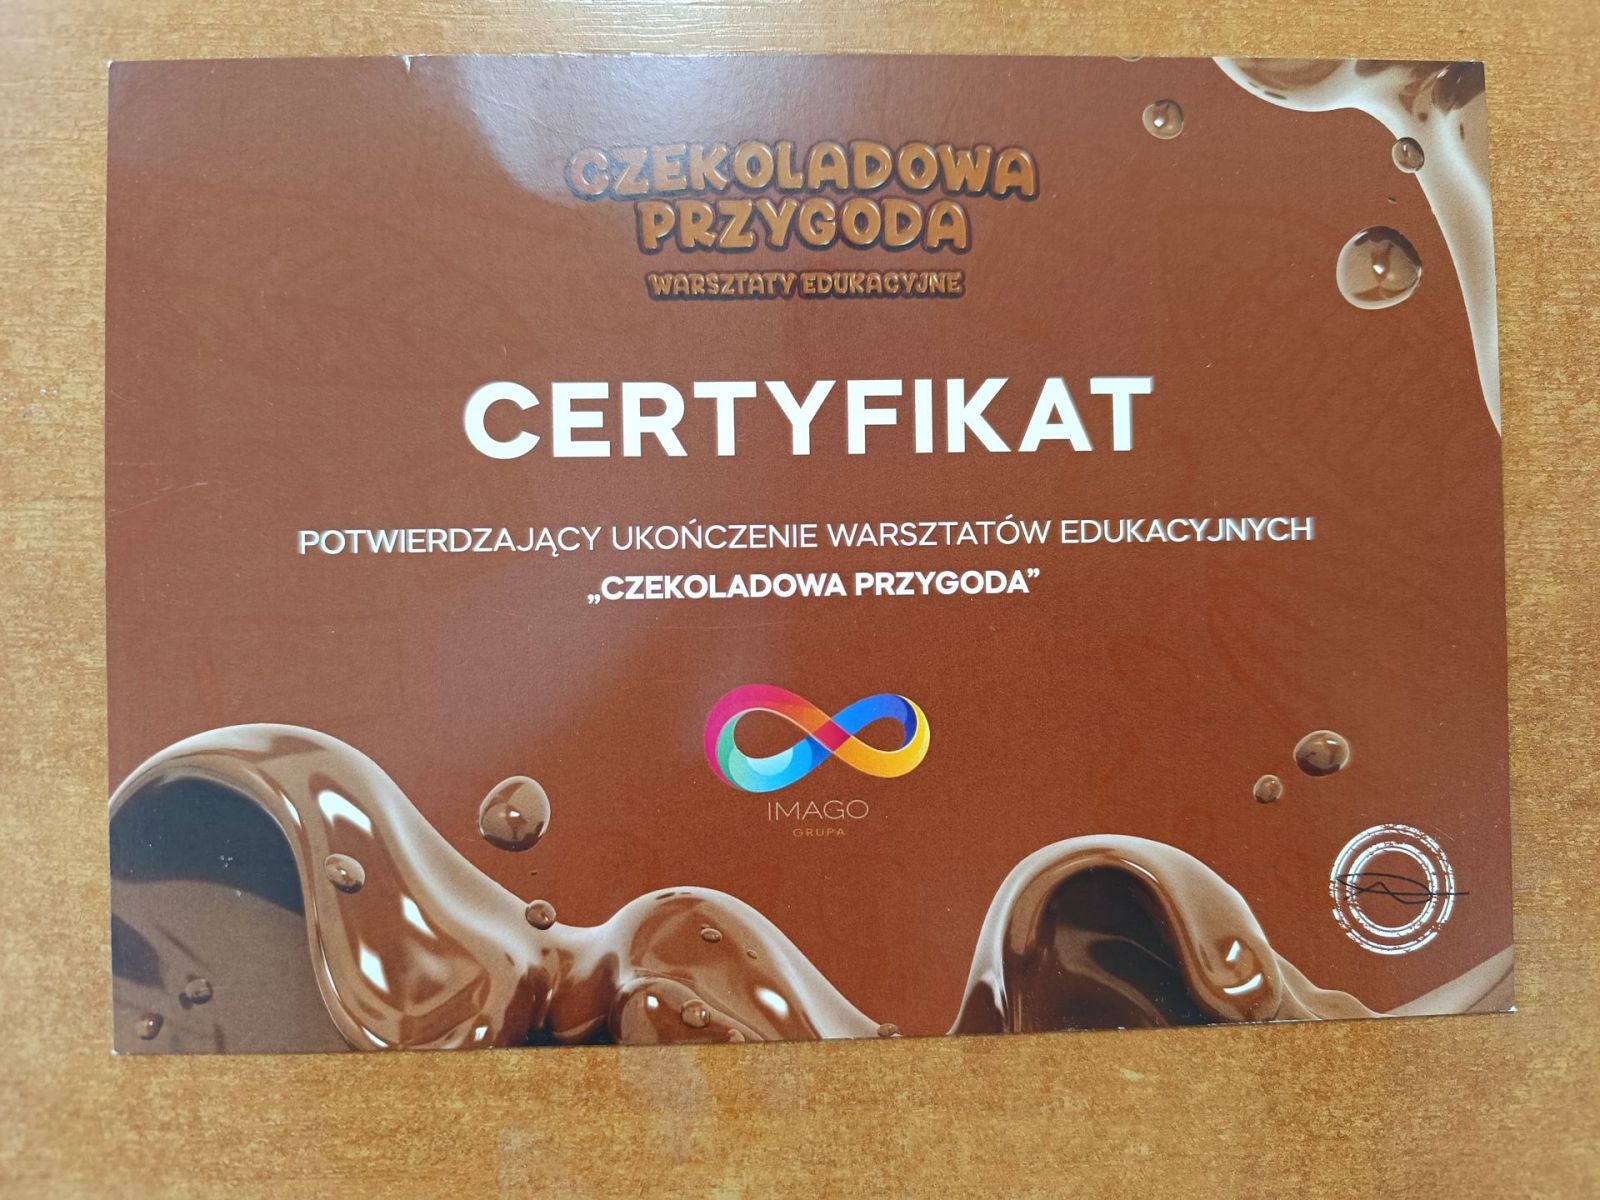 CZEKOLADOWA
PRZYGODA
WARSZTATY EDUKACYJNE
CERTYFIKAT
POTWIERDZAJĄCY UKOŃCZENIE WARSZTATÓW EDUKACYJNYCH
„CZEKOLADOWA PRZYGODA”
IMAGO
GRUPA